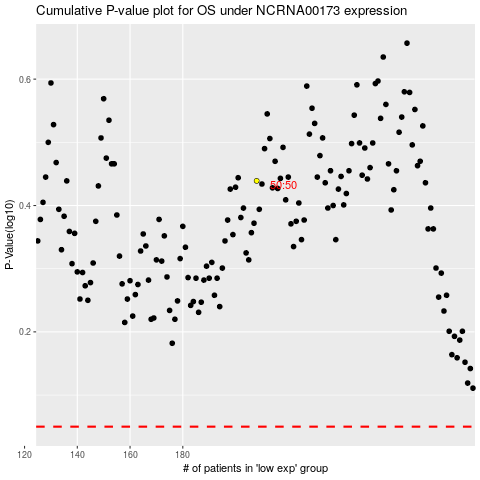 Cumulative P-value plot for OS under NCRNA00173 expression
P-Value(log10)
0.6
0.4
0.2
50:50
120 140 160 180
# of patients in 'low exp' group